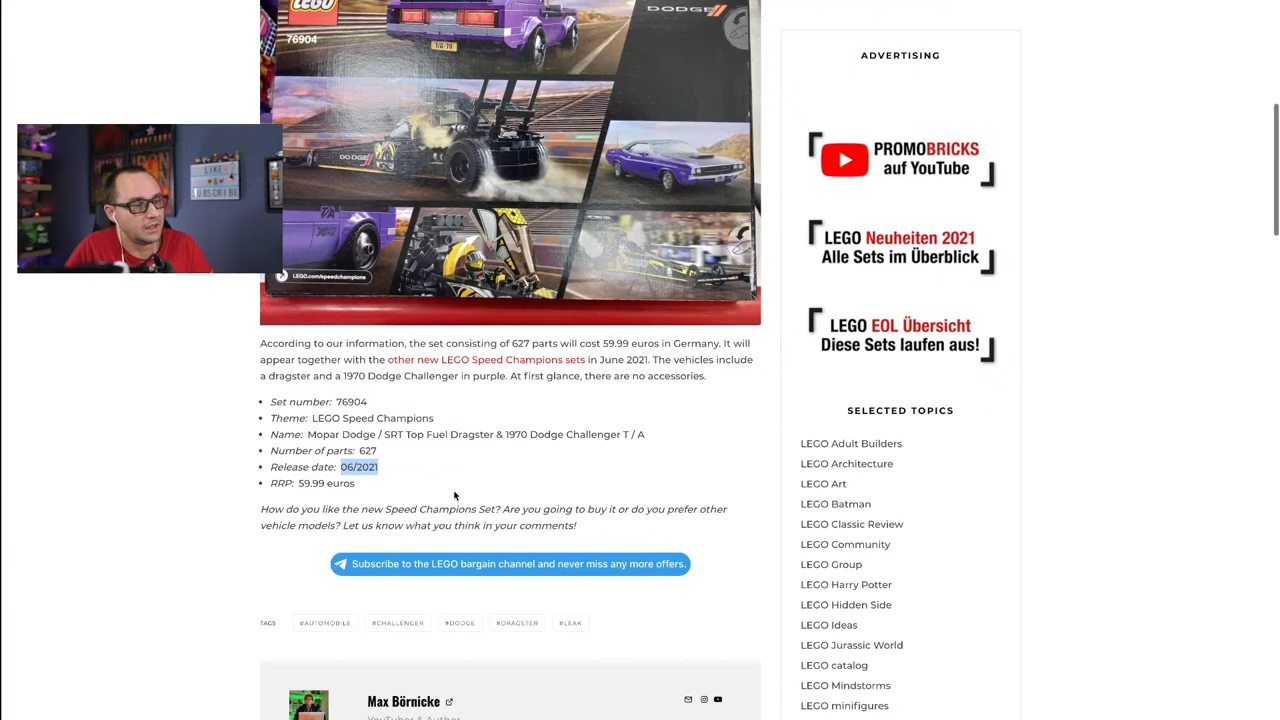 LEGO
76904
DODGE
DODGE
LEGO.com/speedchampions
LIKE /
SUBSCRIBE
According to our information, the set consisting of 627 parts will cost 59.99 euros in Germany. It will
appear together with the other new LEGO Speed Champions sets in June 2021. The vehicles include
a dragster and a 1970 Dodge Challenger in purple. At first glance, there are no accessories.
Set number: 76904
Theme: LEGO Speed Champions
Name: Mopar Dodge / SRT Top Fuel Dragster & 1970 Dodge Challenger T / A
Number of parts: 627
Release date: 06/2021
RRP: 59.99 euros
How do you like the new Speed Champions Set? Are you going to buy it or do you prefer other
vehicle models? Let us know what you think in your comments!
Subscribe to the LEGO bargain channel and never miss any more offers.
TAGS #AUTOMOBILE #CHALLENGER #DODGE #DRAGSTER #LEAK
Max Börnicke
YouTuber & Author
ADVERTISING
PROMOBRICKS
auf YouTube
LEGO Neuheiten 2021
Alle Sets im Überblick
LEGO EOL Übersicht
Diese Sets laufen aus!
SELECTED TOPICS
LEGO Adult Builders
LEGO Architecture
LEGO Art
LEGO Batman
LEGO Classic Review
LEGO Community
LEGO Group
LEGO Harry Potter
LEGO Hidden Side
LEGO Ideas
LEGO Jurassic World
LEGO catalog
LEGO Mindstorms
LEGO minifigures